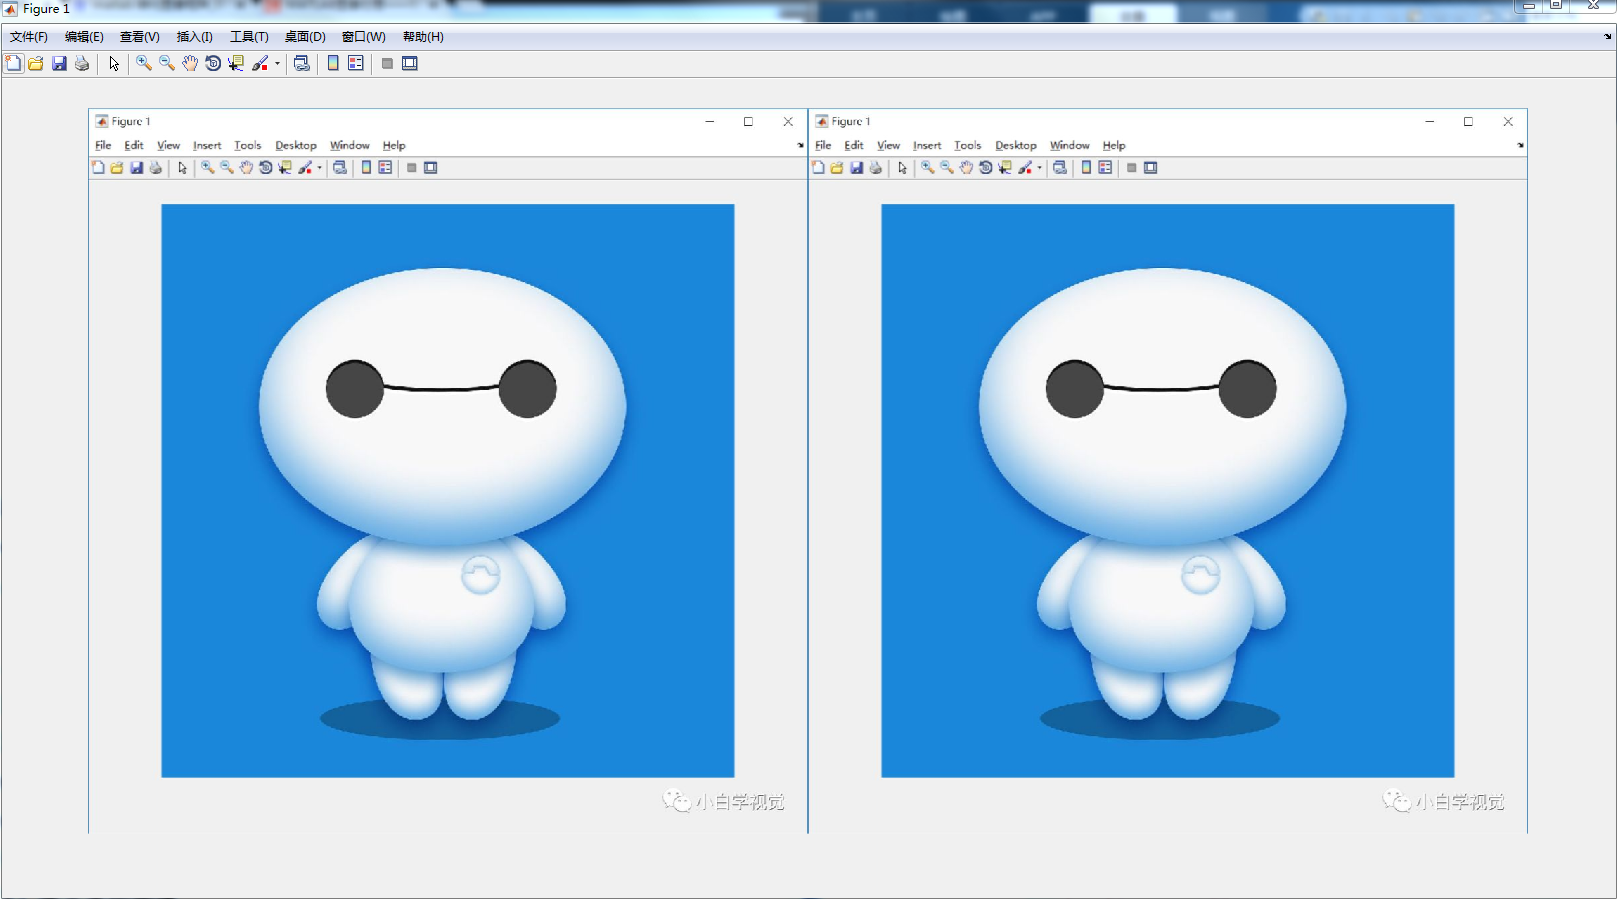 Figure 1
文件(F) 编辑(E) 查看(V) 插入(I) 工具(T) 桌面(D) 窗口(W) 帮助(H)
Figure 1
File Edit View Insert Tools Desktop Window Help
小白学视觉
Figure 1
File Edit View Insert Tools Desktop Window Help
小白学视觉